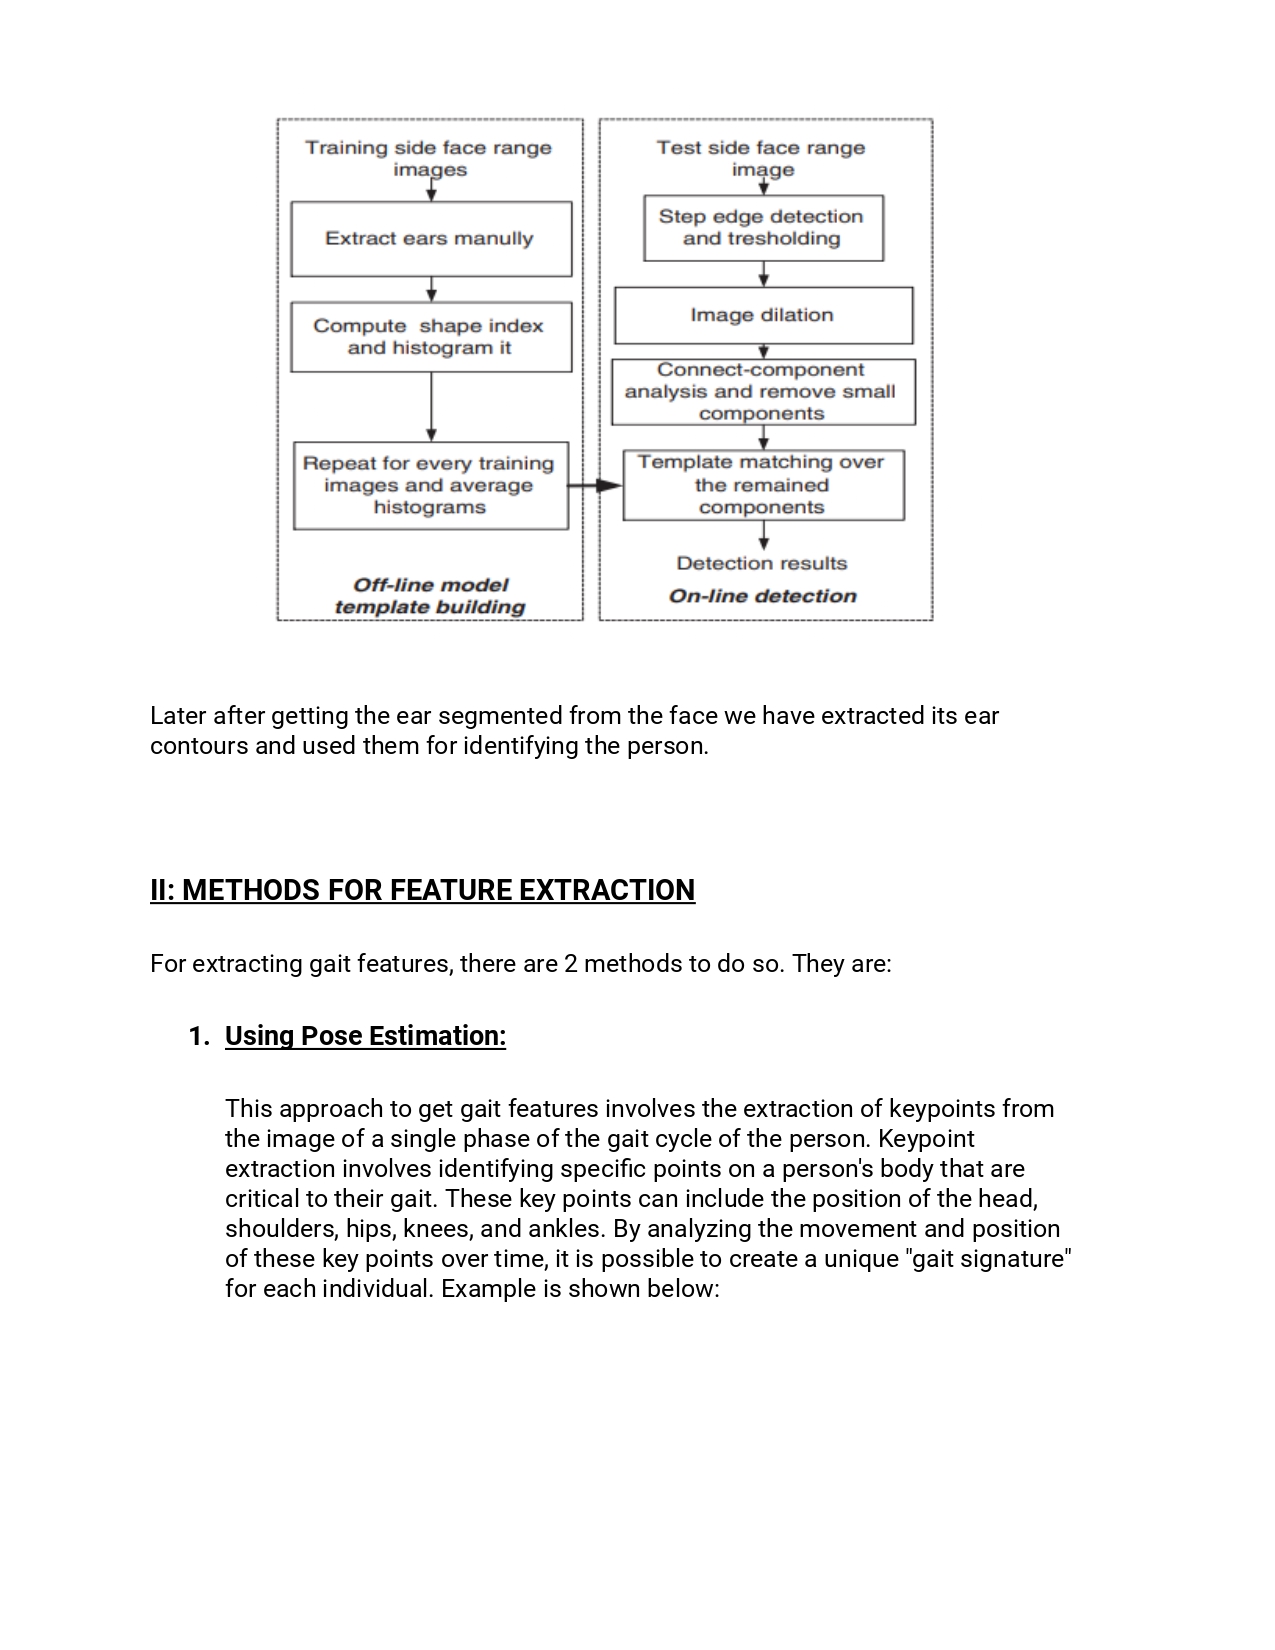 Training side face range
images
Extract ears manully
Compute shape index
and histogram it
Repeat for every training
images and average
histograms
Off-line model
template building
Test side face range
image
Step edge detection
and tresholding
Image dilation
Connect-component
analysis and remove small
components
Template matching over
the remained
components
Detection results
On-line detection
Later after getting the ear segmented from the face we have extracted its ear
contours and used them for identifying the person.
II: METHODS FOR FEATURE EXTRACTION
For extracting gait features, there are 2 methods to do so. They are:
1. Using Pose Estimation:
This approach to get gait features involves the extraction of keypoints from
the image of a single phase of the gait cycle of the person. Keypoint
extraction involves identifying specific points on a person's body that are
critical to their gait. These key points can include the position of the head,
shoulders, hips, knees, and ankles. By analyzing the movement and position
of these key points over time, it is possible to create a unique "gait signature"
for each individual. Example is shown below: